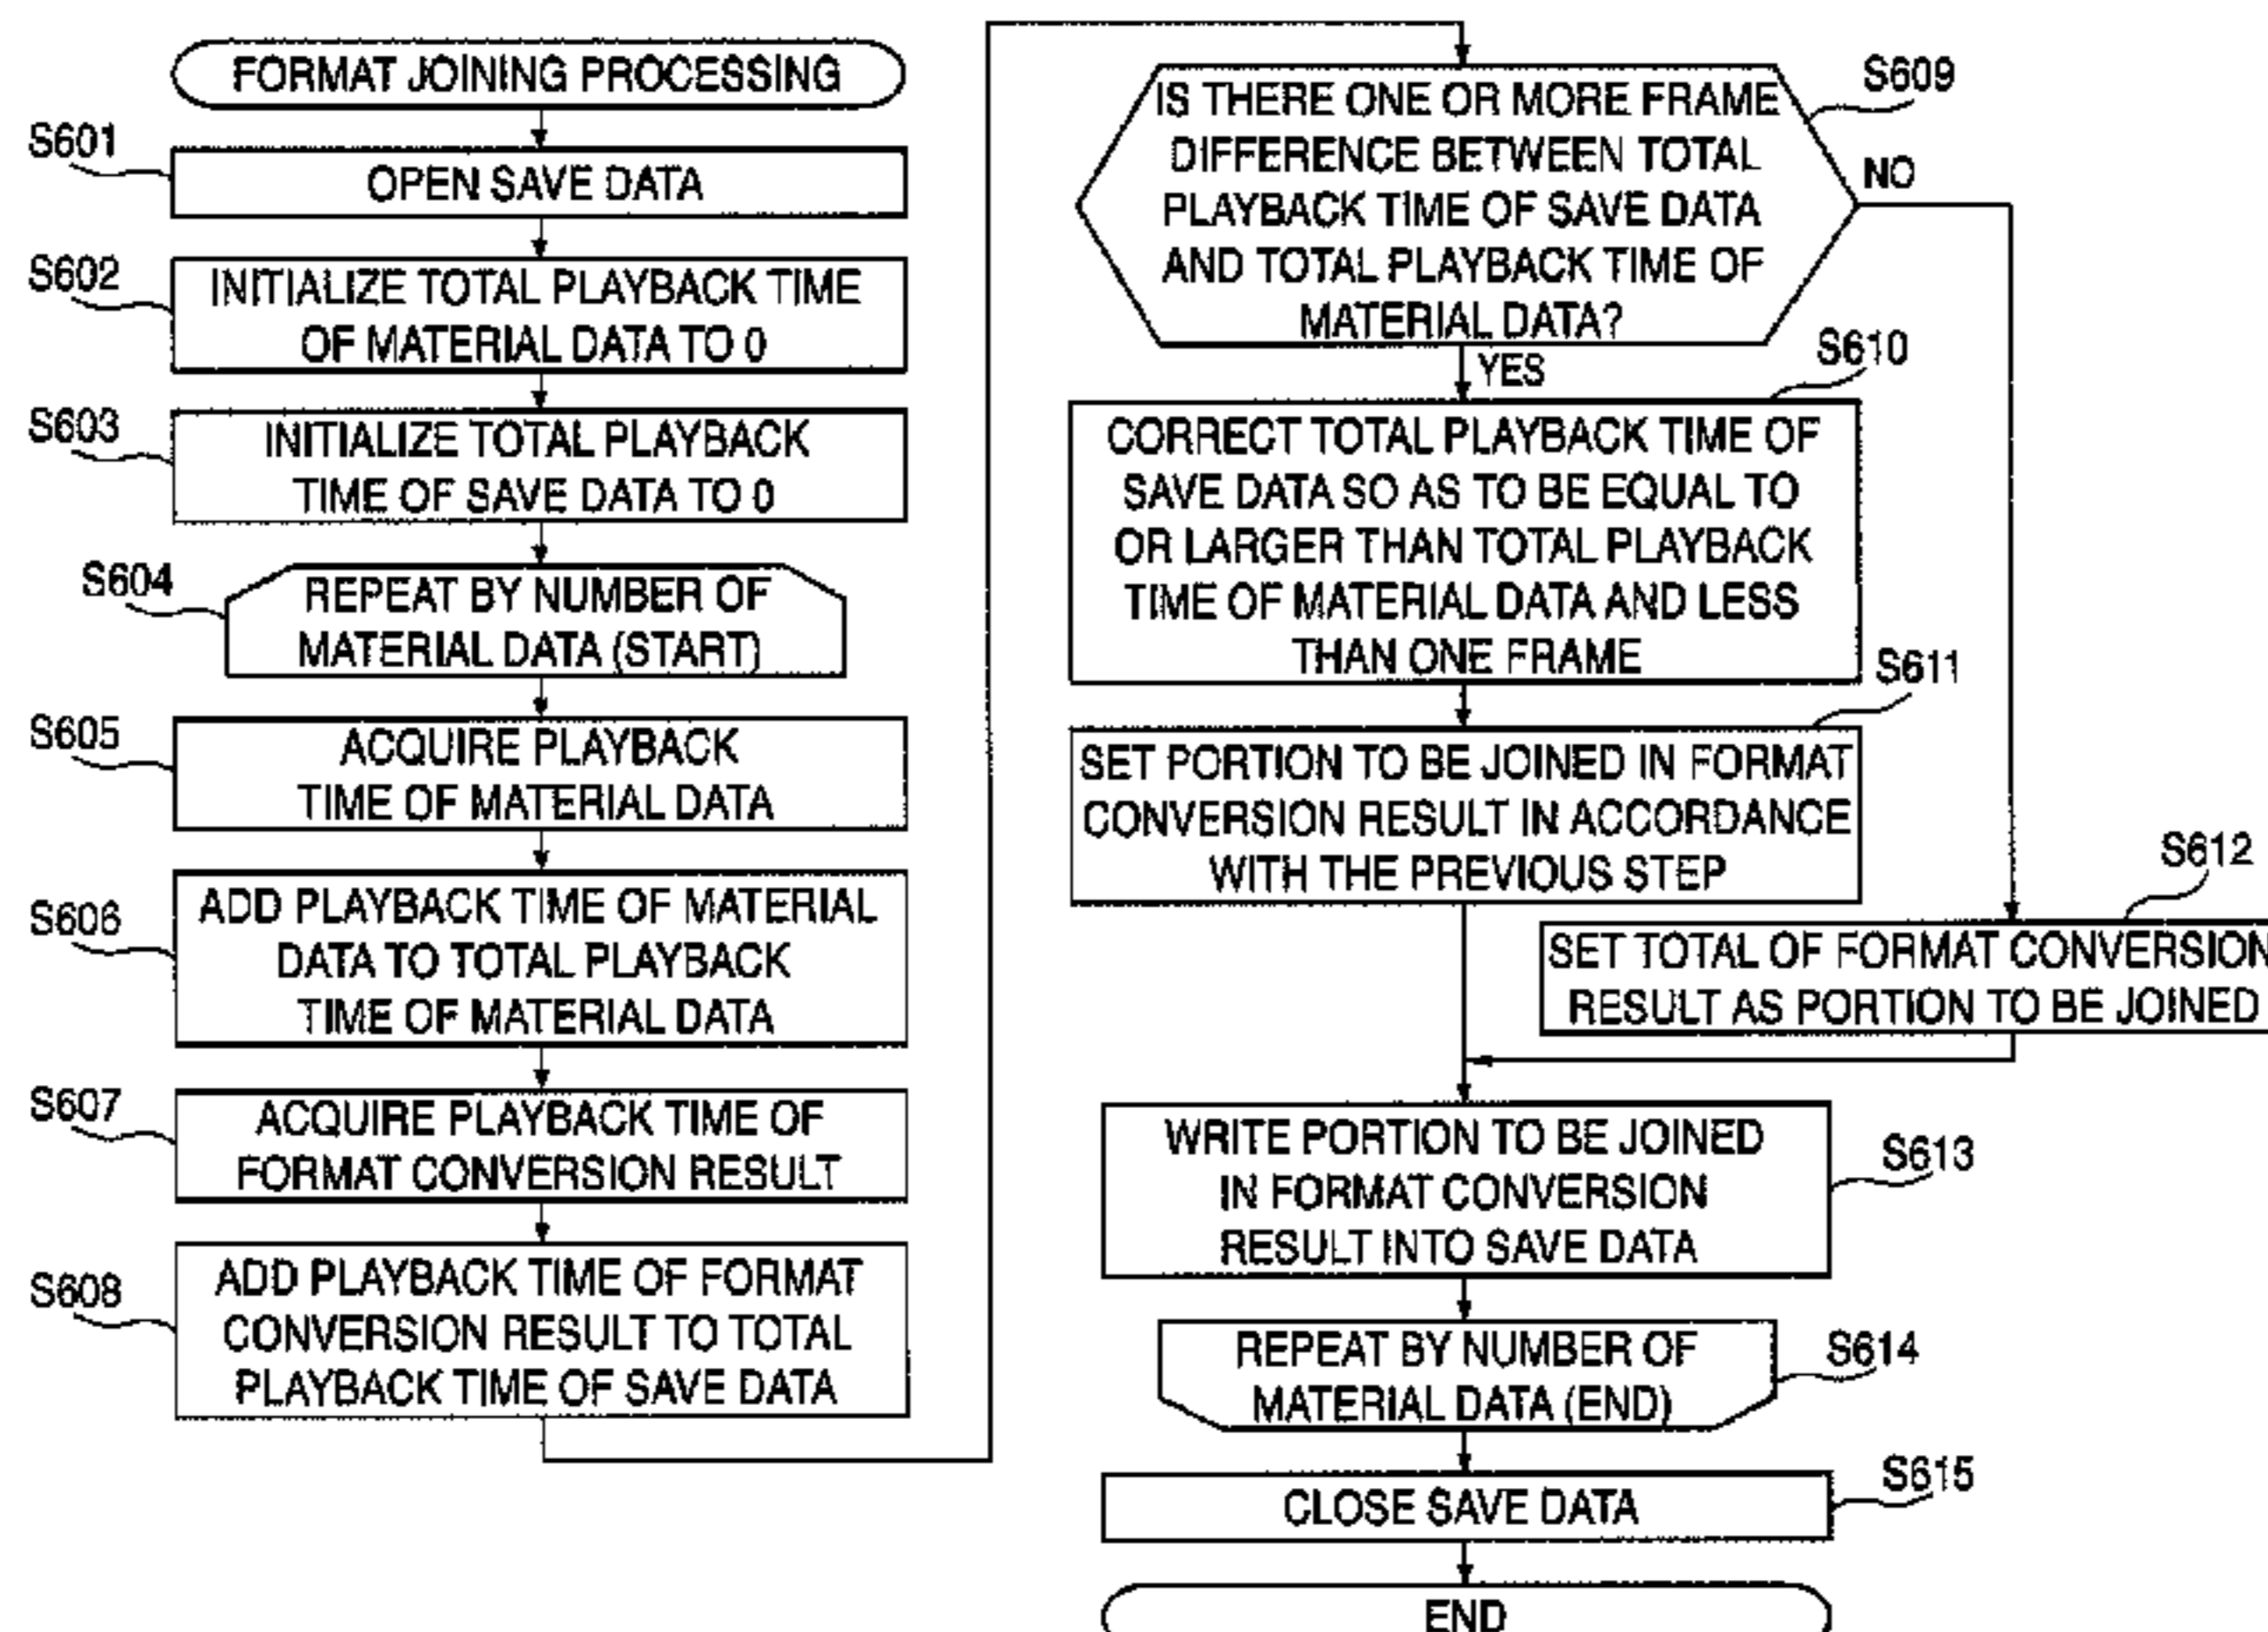 FORMAT JOINING PROCESSING
S601
OPEN SAVE DATA
S602
INITIALIZE TOTAL PLAYBACK TIME
OF MATERIAL DATA TO 0
S603
INITIALIZE TOTAL PLAYBACK
TIME OF SAVE DATA TO 0
S604
REPEAT BY NUMBER OF
MATERIAL DATA (START)
S605
ACQUIRE PLAYBACK
TIME OF MATERIAL DATA
S606
ADD PLAYBACK TIME OF MATERIAL
DATA TO TOTAL PLAYBACK
TIME OF MATERIAL DATA
S607
ACQUIRE PLAYBACK TIME OF
FORMAT CONVERSION RESULT
S608
ADD PLAYBACK TIME OF FORMAT
CONVERSION RESULT TO TOTAL
PLAYBACK TIME OF SAVE DATA
S609
IS THERE ONE OR MORE FRAME
DIFFERENCE BETWEEN TOTAL
PLAYBACK TIME OF SAVE DATA
AND TOTAL PLAYBACK TIME OF
MATERIAL DATA?
NO
YES
S610
CORRECT TOTAL PLAYBACK TIME OF
SAVE DATA SO AS TO BE EQUAL TO
OR LARGER THAN TOTAL PLAYBACK
TIME OF MATERIAL DATA AND LESS
THAN ONE FRAME
S611
SET PORTION TO BE JOINED IN FORMAT
CONVERSION RESULT IN ACCORDANCE
WITH THE PREVIOUS STEP
S612
SET TOTAL OF FORMAT CONVERSION
RESULT AS PORTION TO BE JOINED
S613
WRITE PORTION TO BE JOINED
IN FORMAT CONVERSION
RESULT INTO SAVE DATA
S614
REPEAT BY NUMBER OF
MATERIAL DATA (END)
S615
CLOSE SAVE DATA
END